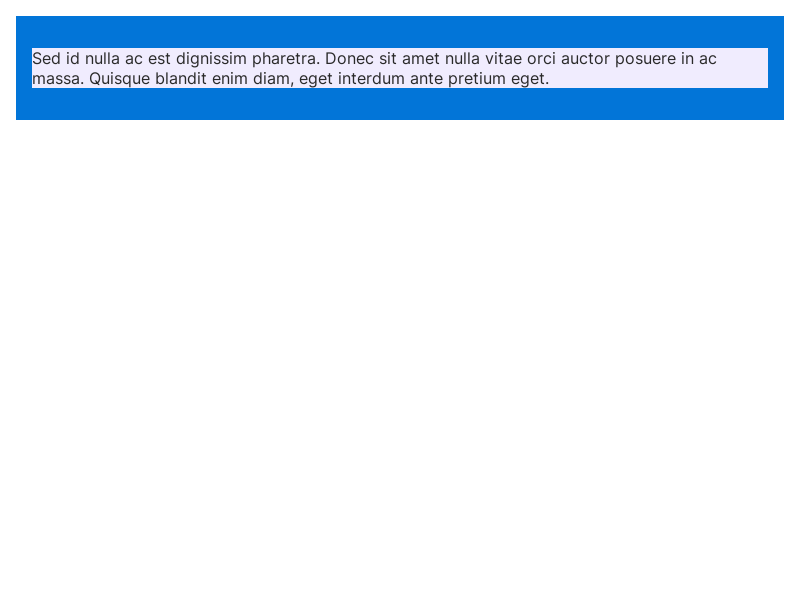 Sed id nulla ac est dignissim pharetra. Donec sit amet nulla vitae orci auctor posuere in ac
massa. Quisque blandit enim diam, eget interdum ante pretium eget.